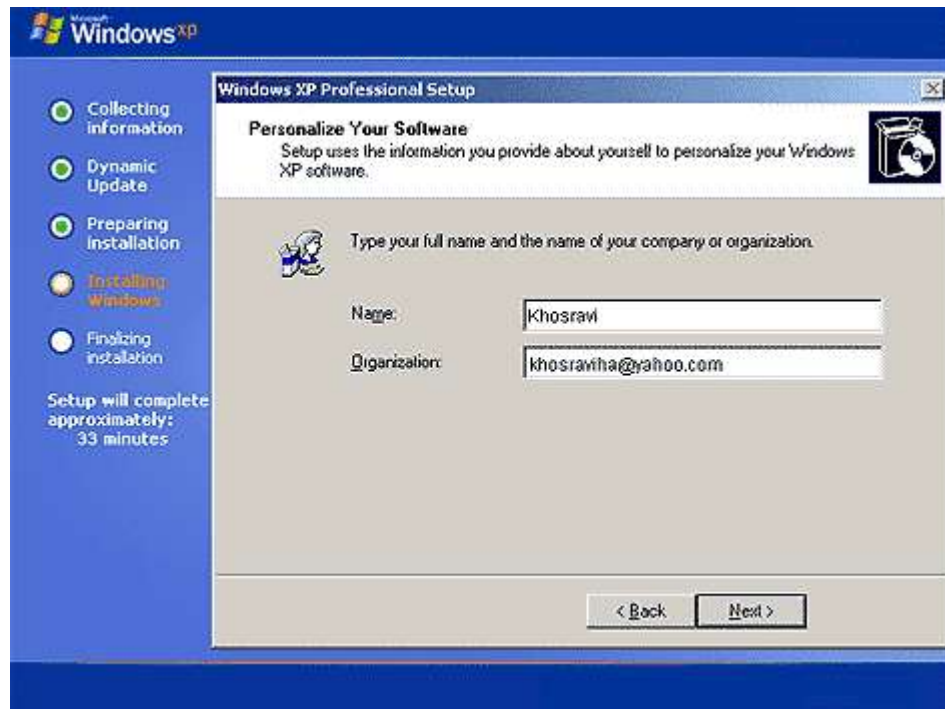 Microsoft
Windows xp
Collecting
information
Dynamic
Update
Preparing
installation
Installing
Windows
Finalizing
installation
Setup will complete
approximately:
33 minutes
Windows XP Professional Setup
Personalize Your Software
Setup uses the information you provide about yourself to personalize your Windows
XP software.
Type your full name and the name of your company or organization.
Name: Khosravi
Organization: khosraviha@yahoo.com
< Back Next >